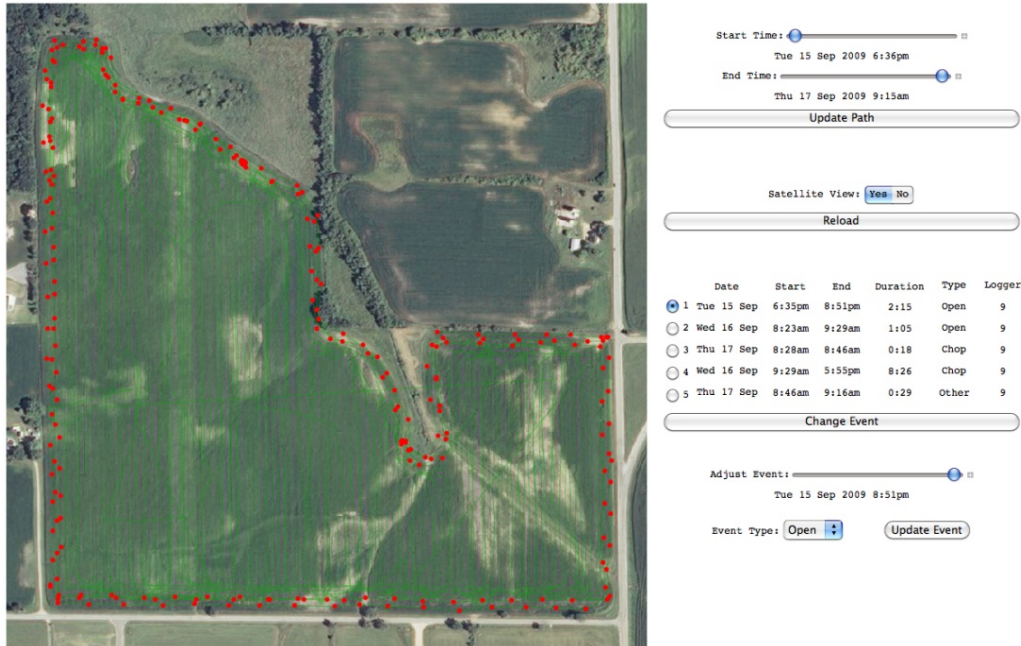 Start Time:
Tue 15 Sep 2009 6:36pm
End Time:
Thu 17 Sep 2009 9:15am
Update Path
Satellite View: Yes No
Reload
Date Start End Duration Type Logger
1 Tue 15 Sep 6:35pm 8:51pm 2:15 Open 9
2 Wed 16 Sep 8:23am 9:29am 1:05 Open 9
3 Thu 17 Sep 8:28am 8:46am 0:18 Chop 9
4 Wed 16 Sep 9:29am 5:55pm 8:26 Chop 9
5 Thu 17 Sep 8:46am 9:16am 0:29 Other 9
Change Event
Adjust Event:
Tue 15 Sep 2009 8:51pm
Event Type: Open Update Event